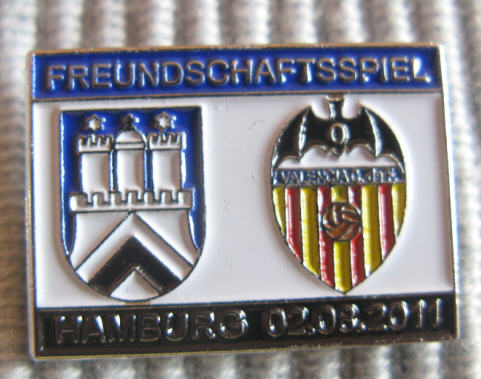 FREUNDSCHAFTSSPIEL
VALENCIA C. d F.
HAMBURG 02.08.2011